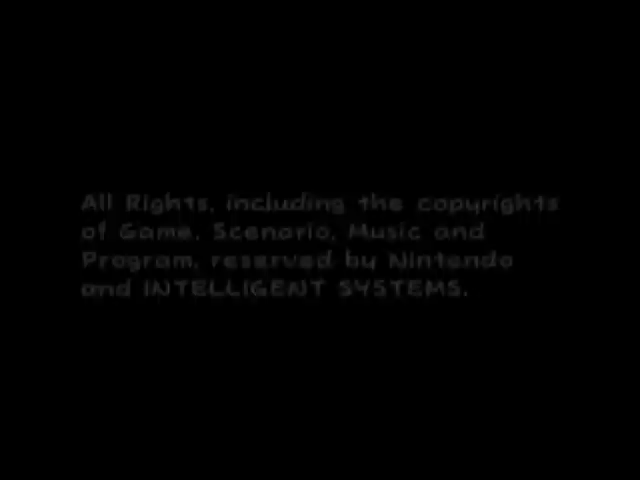 All Rights, including the copyrights
of Game, Scenario, Music and
Program, reserved by Nintendo
and INTELLIGENT SYSTEMS.